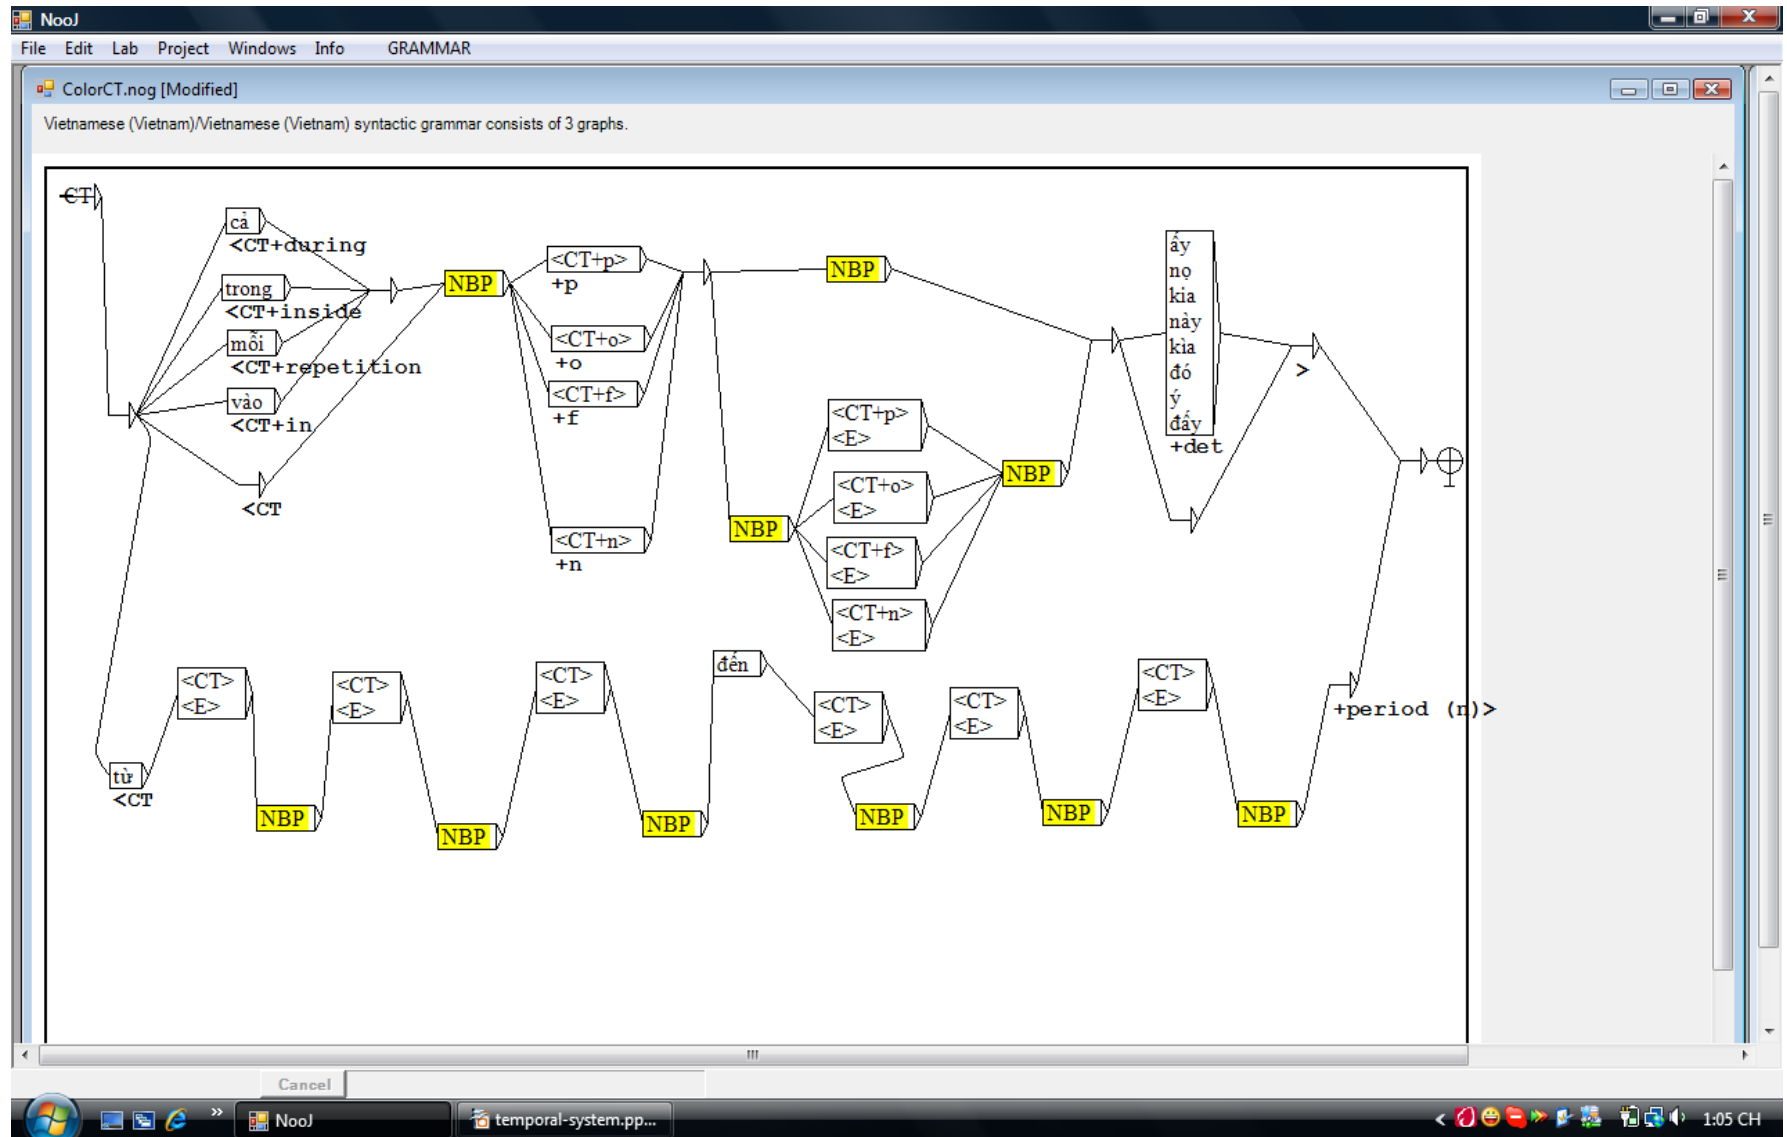 NooJ
File Edit Lab Project Windows Info GRAMMAR
ColorCT.nog [Modified]
Vietnamese (Vietnam)/Vietnamese (Vietnam) syntactic grammar consists of 3 graphs.
CT
cả
<CT+during
trong
<CT+inside
mỗi
<CT+repetition
vào
<CT+in
<CT
NBP
<CT+p>
+p
<CT+o>
+o
<CT+f>
+f
<CT+n>
+n
NBP
NBP
<CT+p>
<E>
<CT+o>
<E>
<CT+f>
<E>
<CT+n>
<E>
NBP
ấy
nọ
kia
này
kìa
đó
ý
đấy
+det
>
từ
<CT
<CT>
<E>
NBP
<CT>
<E>
NBP
<CT>
<E>
NBP
đến
<CT>
<E>
NBP
<CT>
<E>
NBP
<CT>
<E>
NBP
+period (n)>
Cancel
NooJ
temporal-system.pp...
1:05 CH